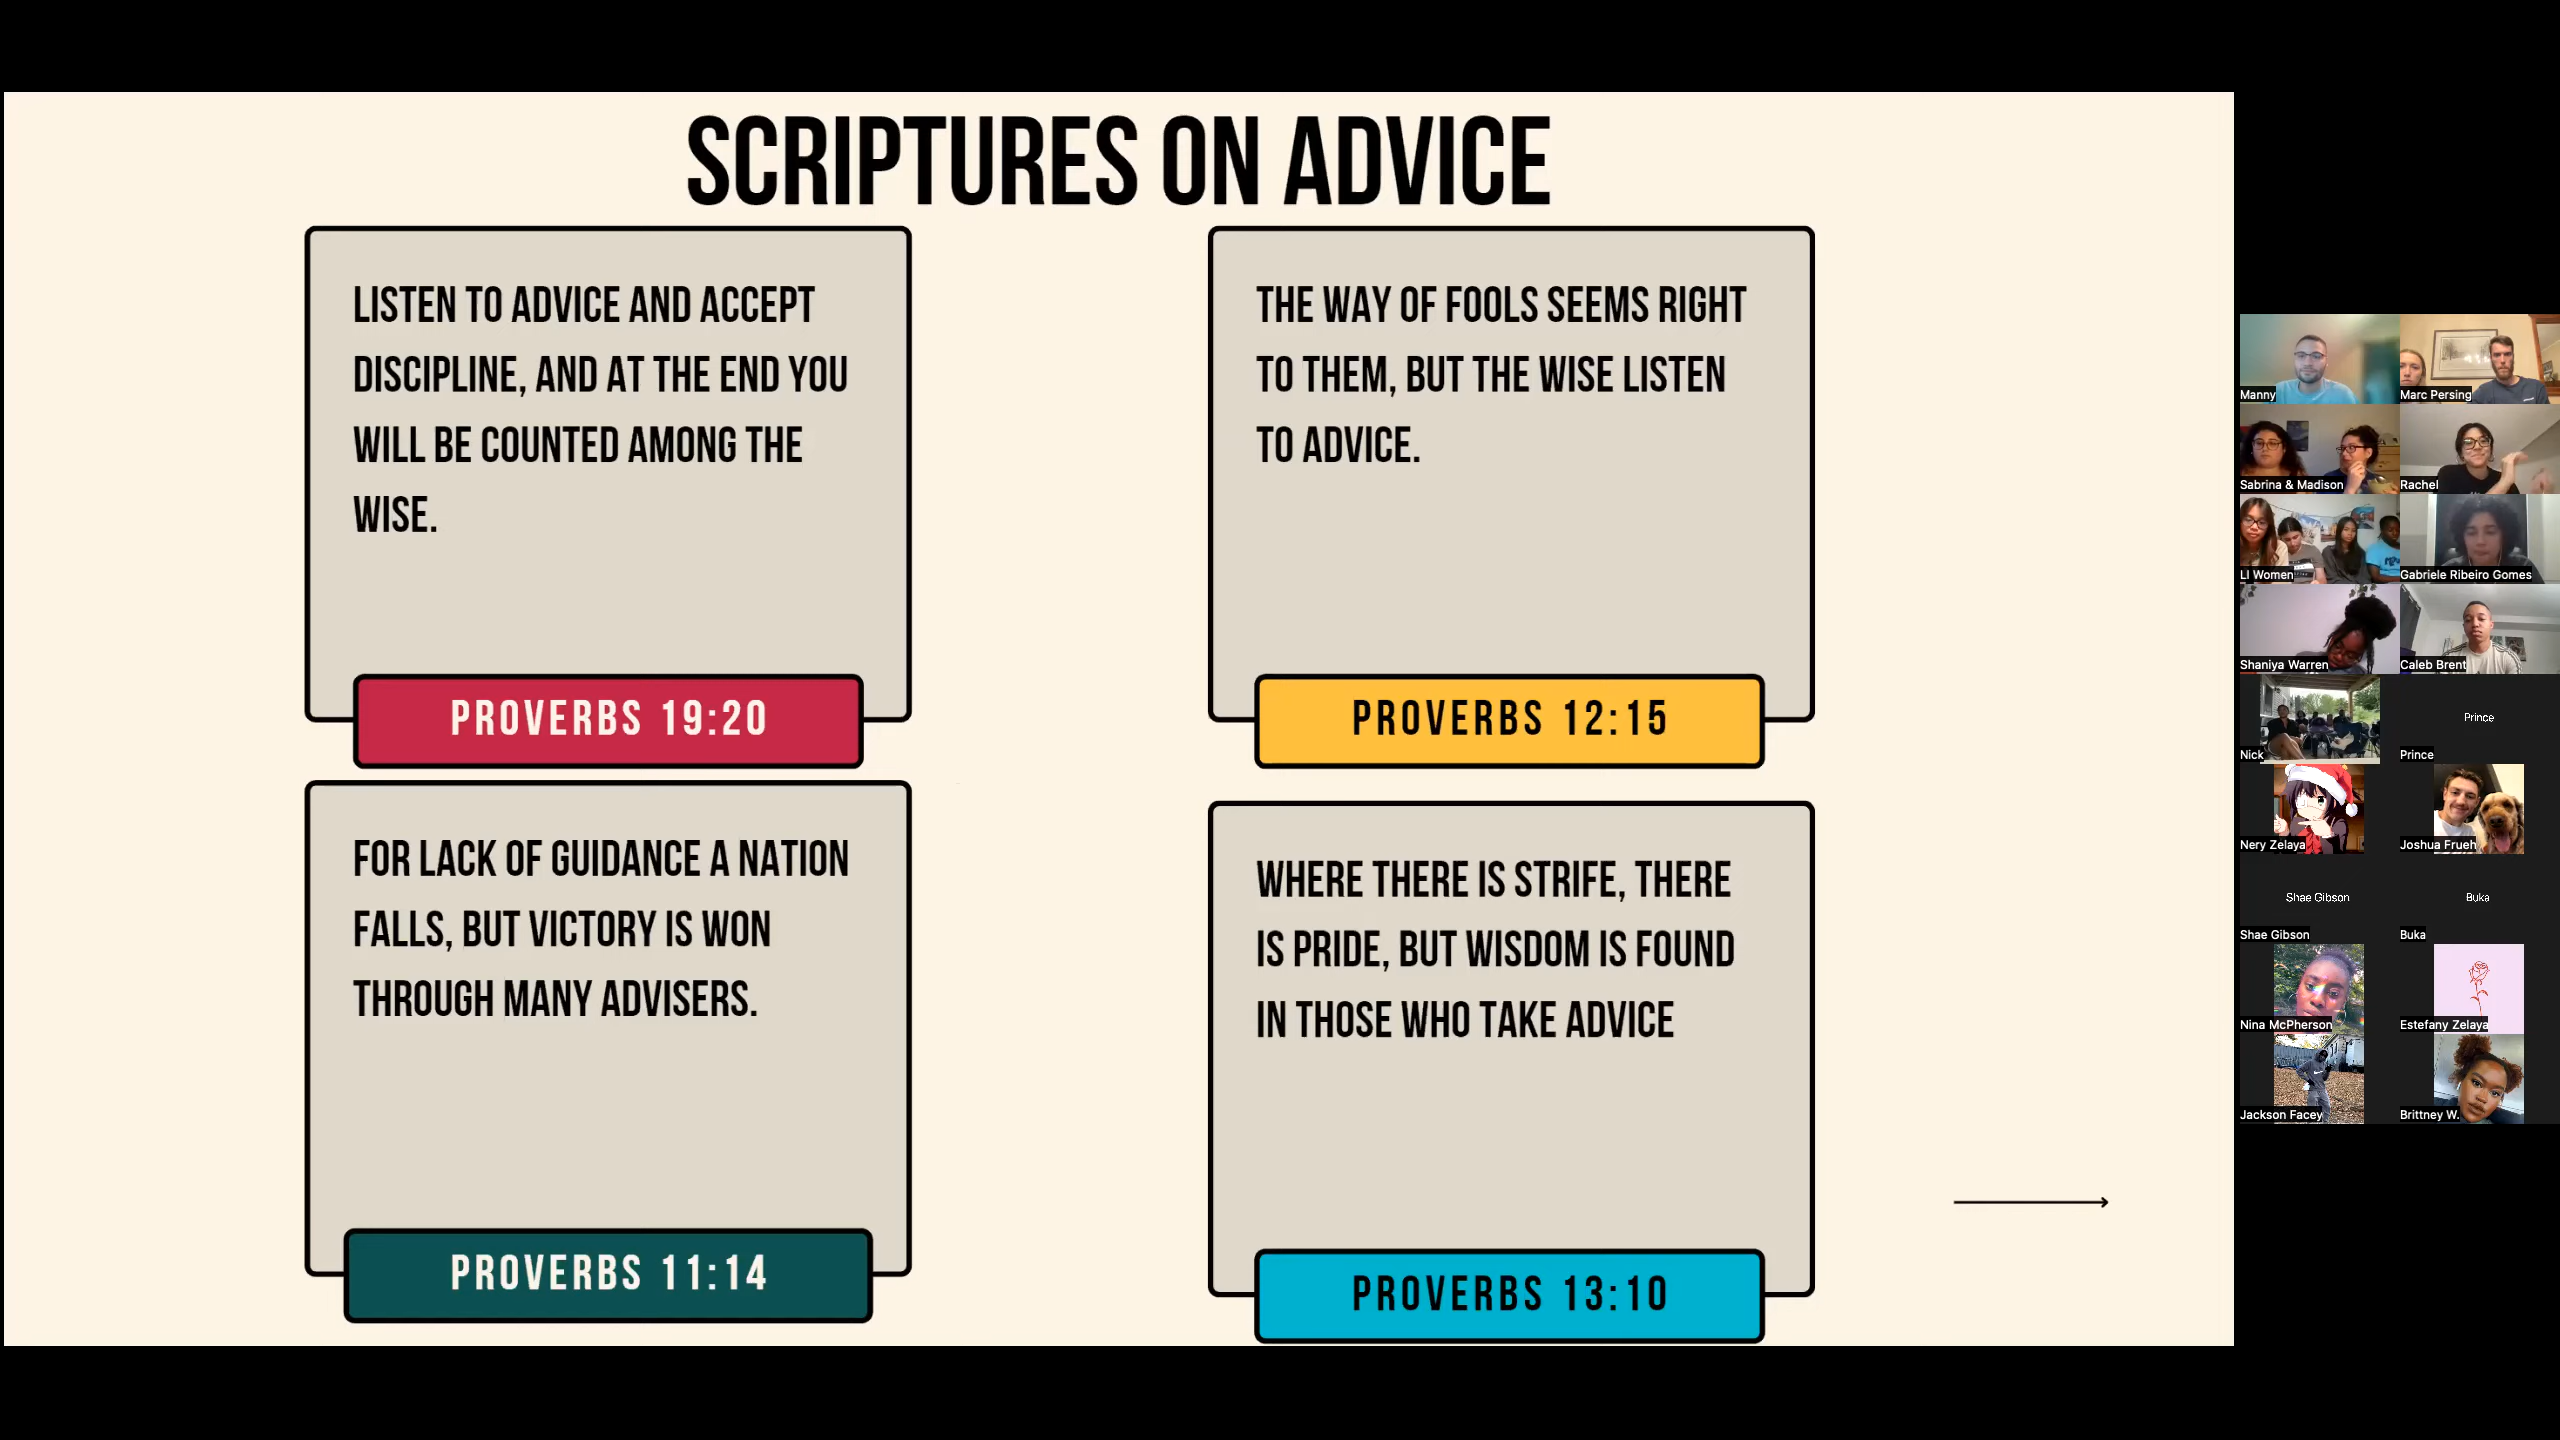 SCRIPTURES ON ADVICE
LISTEN TO ADVICE AND ACCEPT
DISCIPLINE, AND AT THE END YOU
WILL BE COUNTED AMONG THE
WISE.
PROVERBS 19:20
THE WAY OF FOOLS SEEMS RIGHT
TO THEM, BUT THE WISE LISTEN
TO ADVICE.
PROVERBS 12:15
FOR LACK OF GUIDANCE A NATION
FALLS, BUT VICTORY IS WON
THROUGH MANY ADVISERS.
PROVERBS 11:14
WHERE THERE IS STRIFE, THERE
IS PRIDE, BUT WISDOM IS FOUND
IN THOSE WHO TAKE ADVICE
PROVERBS 13:10
Manny
Marc Persing
Sabrina & Madison
Rachel
LI Women
Gabriele Ribeiro Gomes
Shaniya Warren
Caleb Brent
Nick
Prince
Prince
Nery Zelaya
Joshua Frueh
Shae Gibson
Shae Gibson
Buka
Buka
Nina McPherson
Estefany Zelaya
Jackson Facey
Brittney W.